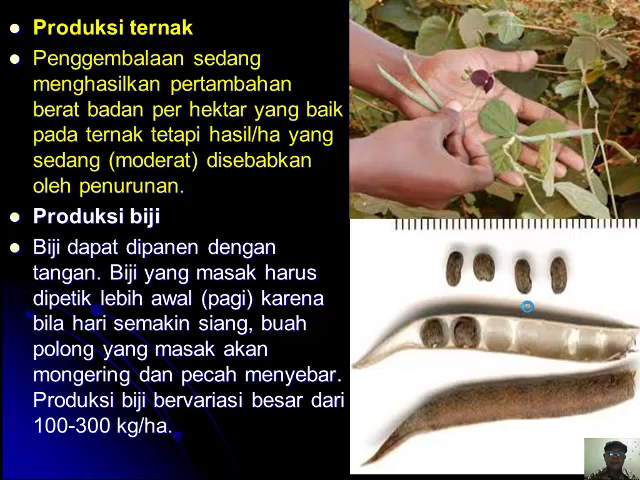 Produksi ternak
Penggembalaan sedang
menghasilkan pertambahan
berat badan per hektar yang baik
pada ternak tetapi hasil/ha yang
sedang (moderat) disebabkan
oleh penurunan.
Produksi biji
Biji dapat dipanen dengan
tangan. Biji yang masak harus
dipetik lebih awal (pagi) karena
bila hari semakin siang, buah
polong yang masak akan
mongering dan pecah menyebar.
Produksi biji bervariasi besar dari
100-300 kg/ha.